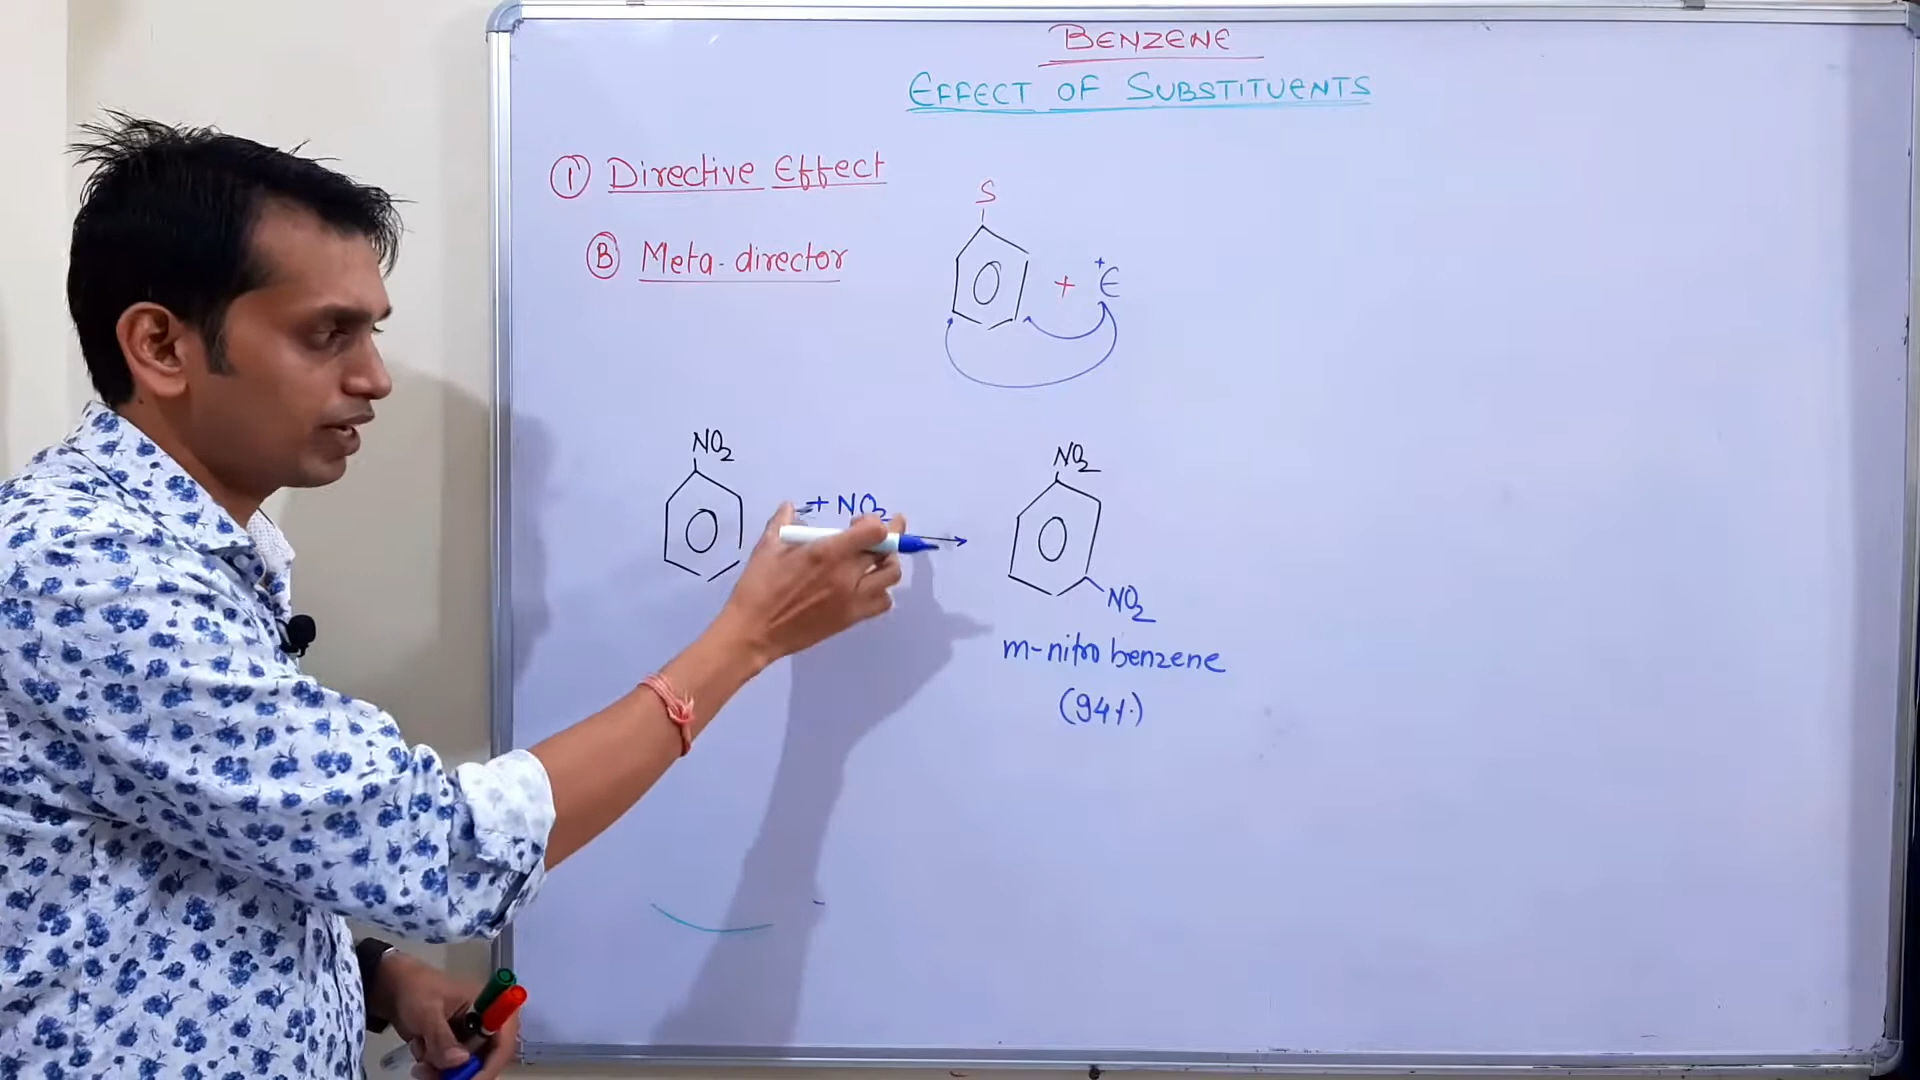 BENZENE
EFFECT OF SUBSTITUENTS
① Directive Effect
Ⓑ Meta-director
S
+ E⁺
NO₂
+ NO₂
NO₂
NO₂
m-nitro benzene
(94%)